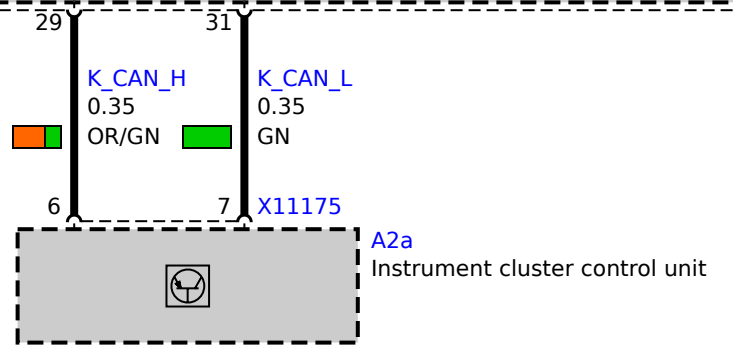 29
31
K_CAN_H
K_CAN_L
0.35
0.35
OR/GN
GN
6
7
X11175
A2a
Instrument cluster control unit